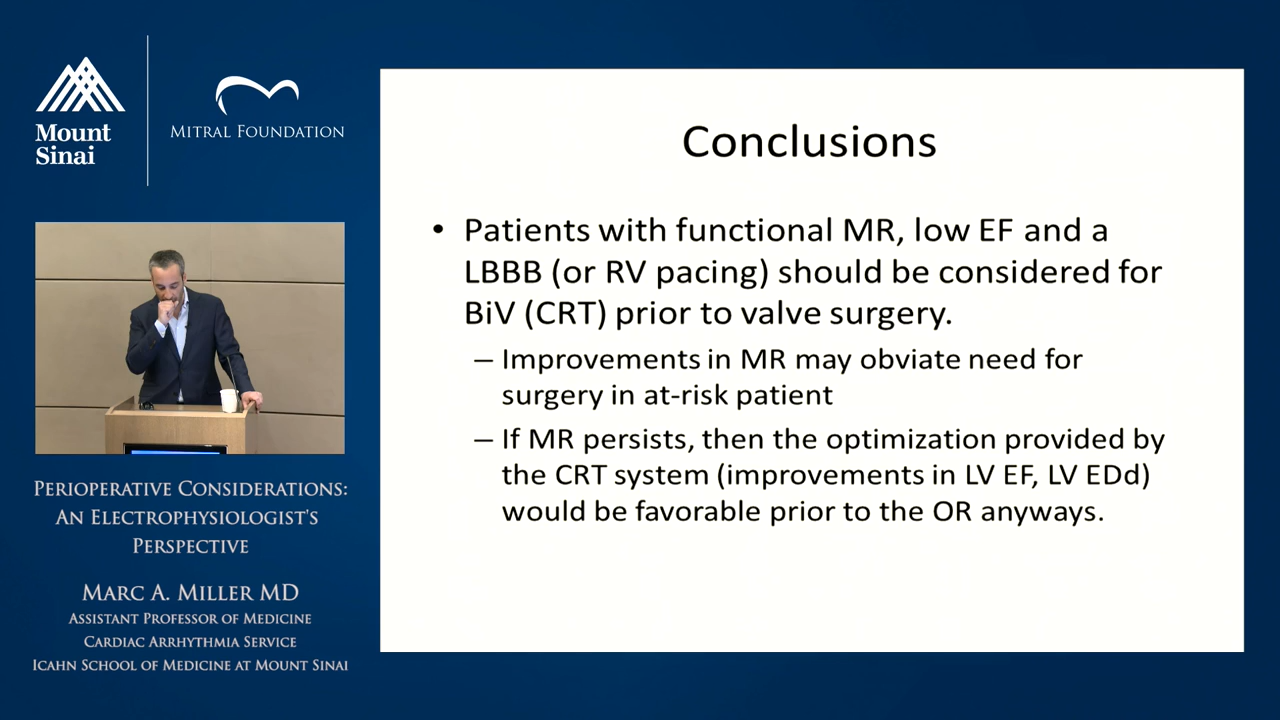 Mount
Sinai
MITRAL FOUNDATION
PERIOPERATIVE CONSIDERATIONS:
AN ELECTROPHYSIOLOGIST'S
PERSPECTIVE
MARC A. MILLER MD
ASSISTANT PROFESSOR OF MEDICINE
CARDIAC ARRHYTHMIA SERVICE
ICAHN SCHOOL OF MEDICINE AT MOUNT SINAI
Conclusions
• Patients with functional MR, low EF and a
LBBB (or RV pacing) should be considered for
BiV (CRT) prior to valve surgery.
– Improvements in MR may obviate need for
surgery in at-risk patient
– If MR persists, then the optimization provided by
the CRT system (improvements in LV EF, LV EDd)
would be favorable prior to the OR anyways.